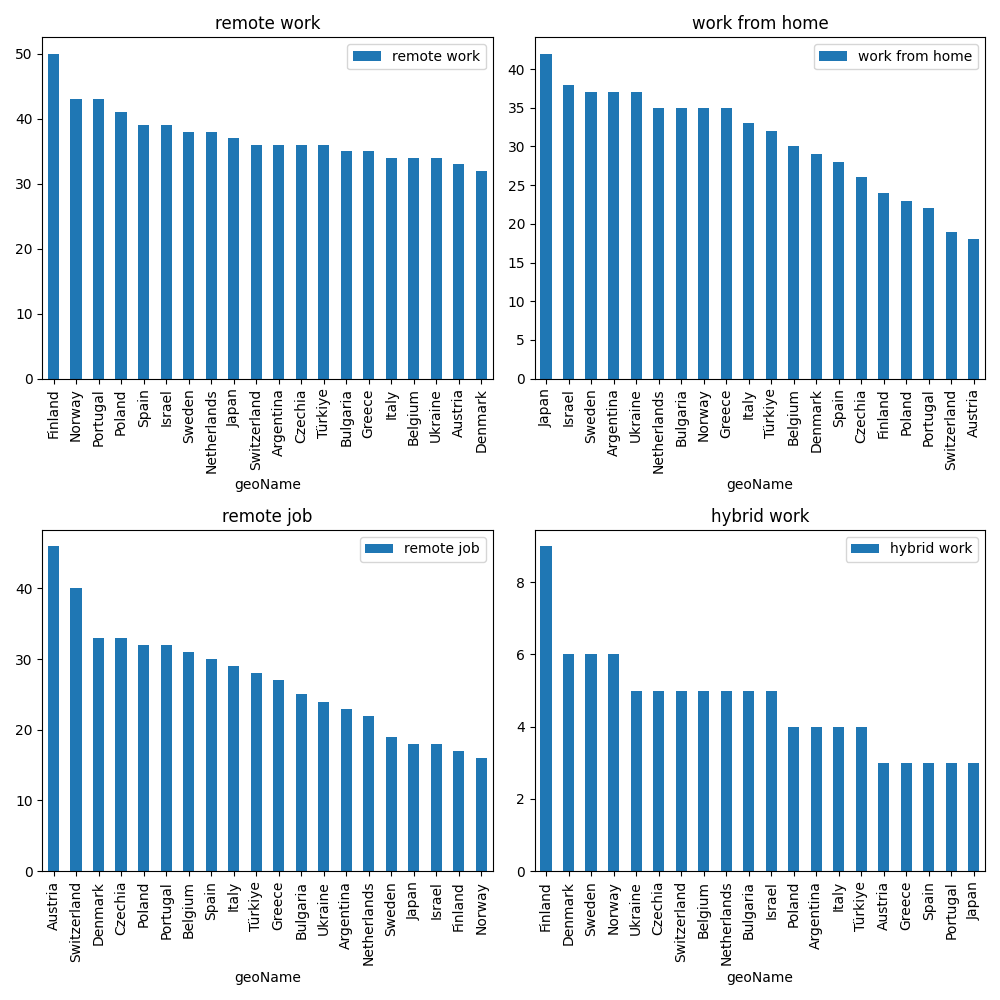 remote work
remote work
50
40
30
20
10
0
Finland
Norway
Portugal
Poland
Spain
Israel
Sweden
Netherlands
Japan
Switzerland
Argentina
Czechia
Türkiye
Bulgaria
Greece
Italy
Belgium
Ukraine
Austria
Denmark
geoName
work from home
work from home
40
35
30
25
20
15
10
5
0
Japan
Israel
Sweden
Argentina
Ukraine
Netherlands
Bulgaria
Norway
Greece
Italy
Türkiye
Belgium
Denmark
Spain
Czechia
Finland
Poland
Portugal
Switzerland
Austria
geoName
remote job
remote job
40
30
20
10
0
Austria
Switzerland
Denmark
Czechia
Poland
Portugal
Belgium
Spain
Italy
Türkiye
Greece
Bulgaria
Ukraine
Argentina
Netherlands
Sweden
Japan
Israel
Finland
Norway
geoName
hybrid work
hybrid work
8
6
4
2
0
Finland
Denmark
Sweden
Norway
Ukraine
Czechia
Switzerland
Belgium
Netherlands
Bulgaria
Israel
Poland
Argentina
Italy
Türkiye
Austria
Greece
Spain
Portugal
Japan
geoName